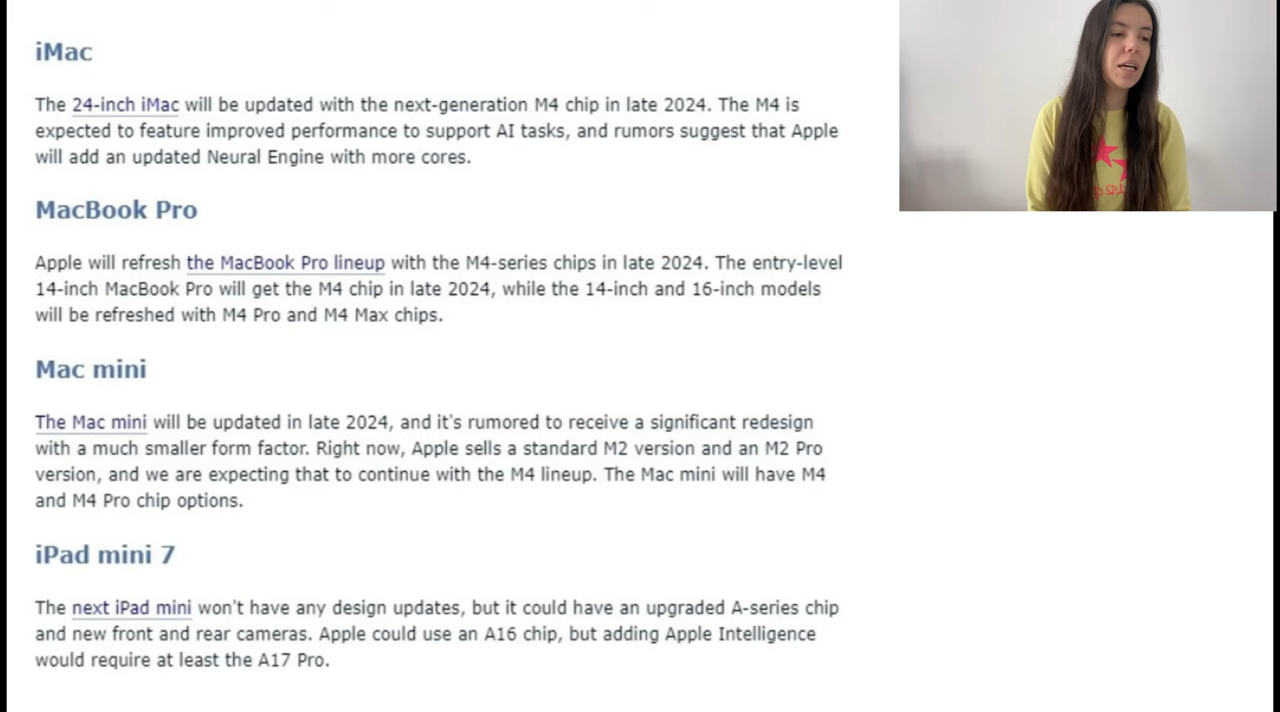 iMac
The 24-inch iMac will be updated with the next-generation M4 chip in late 2024. The M4 is
expected to feature improved performance to support AI tasks, and rumors suggest that Apple
will add an updated Neural Engine with more cores.
MacBook Pro
Apple will refresh the MacBook Pro lineup with the M4-series chips in late 2024. The entry-level
14-inch MacBook Pro will get the M4 chip in late 2024, while the 14-inch and 16-inch models
will be refreshed with M4 Pro and M4 Max chips.
Mac mini
The Mac mini will be updated in late 2024, and it's rumored to receive a significant redesign
with a much smaller form factor. Right now, Apple sells a standard M2 version and an M2 Pro
version, and we are expecting that to continue with the M4 lineup. The Mac mini will have M4
and M4 Pro chip options.
iPad mini 7
The next iPad mini won't have any design updates, but it could have an upgraded A-series chip
and new front and rear cameras. Apple could use an A16 chip, but adding Apple Intelligence
would require at least the A17 Pro.